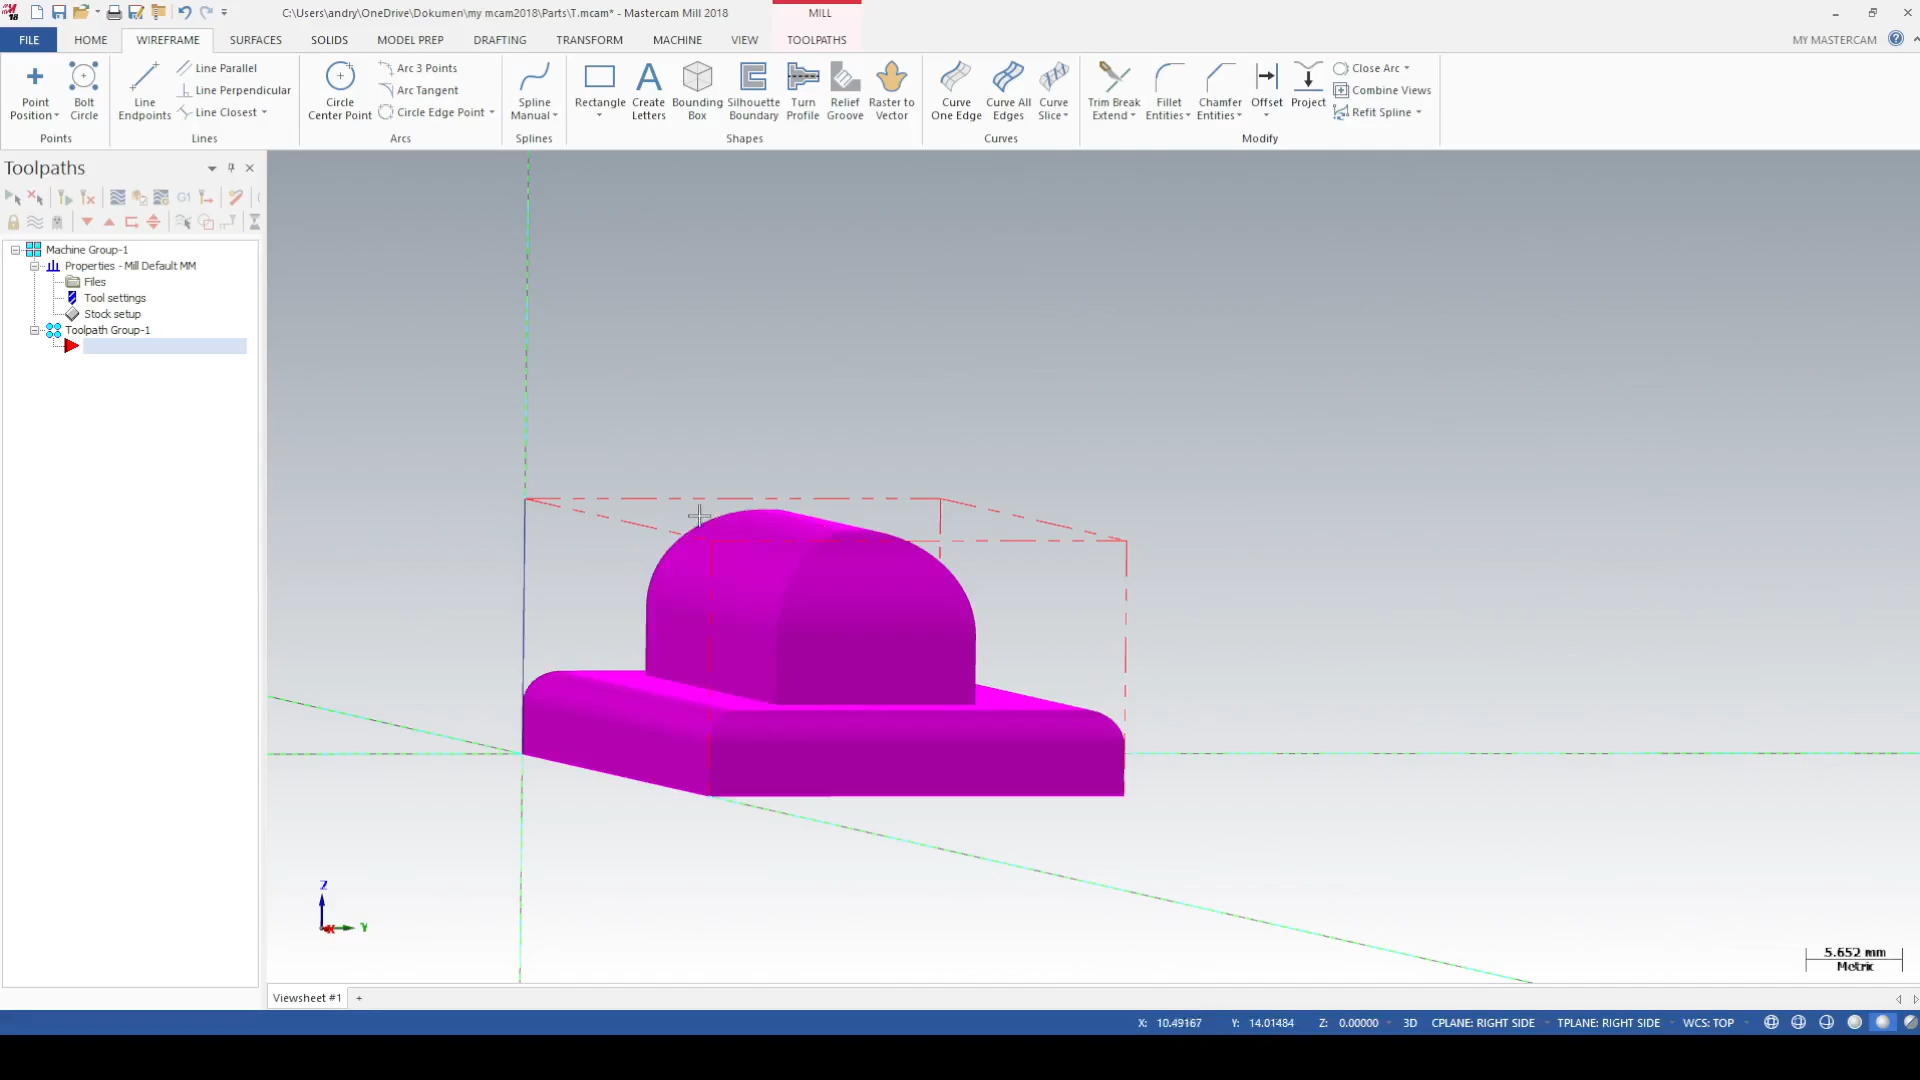 C:\Users\andry\OneDrive\Dokumen\my mcam2018\Parts\T.mcam* - Mastercam Mill 2018
MILL
FILE
HOME
WIREFRAME
SURFACES
SOLIDS
MODEL PREP
DRAFTING
TRANSFORM
MACHINE
VIEW
TOOLPATHS
MY MASTERCAM
Point
Position
Bolt
Circle
Points
Line
Endpoints
Line Parallel
Line Perpendicular
Line Closest
Lines
Circle
Center Point
Arc 3 Points
Arc Tangent
Circle Edge Point
Arcs
Spline
Manual
Splines
Rectangle
Create
Letters
Bounding
Box
Silhouette
Boundary
Turn
Profile
Relief
Groove
Raster to
Vector
Shapes
Curve
One Edge
Curve All
Edges
Curve
Slice
Curves
Trim Break
Extend
Fillet
Entities
Chamfer
Entities
Offset
Project
Close Arc
Combine Views
Refit Spline
Modify
Toolpaths
G1
Machine Group-1
Properties - Mill Default MM
Files
Tool settings
Stock setup
Toolpath Group-1
Z
X
Y
5.652 mm
Metric
Viewsheet #1
+
X: 10.49167 Y: 14.01484 Z: 0.00000 3D CPLANE: RIGHT SIDE TPLANE: RIGHT SIDE WCS: TOP